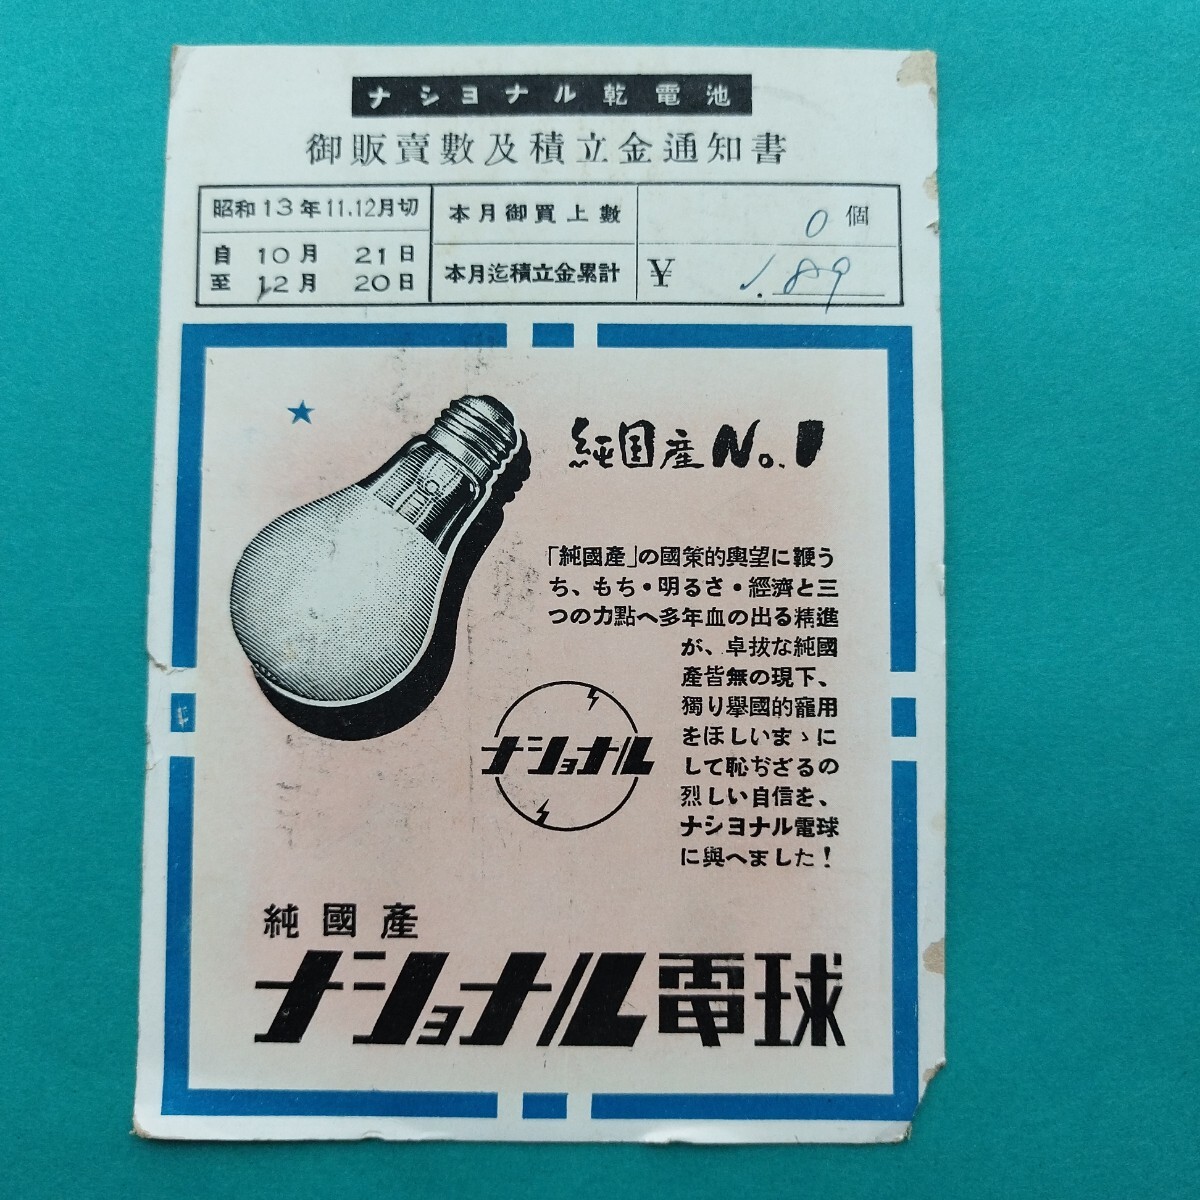 ナショナル乾電池
御販賣數及積立金通知書
昭和13年11.12月切
自 10月 21日
至 12月 20日
本月御買上數 0個
本月迄積立金累計 ¥ 1.89
純国産No.1
「純國產」の國策的輿望に鞭う
ち、もち・明るさ・經濟と三
つの力點へ多年血の出る精進
が、卓拔な純國
產皆無の現下、
獨り擧國的寵用
をほしいまゝに
して恥ぢざるの
烈しい自信を、
ナショナル電球
に與へました！
ナショナル
純國產
ナショナル電球